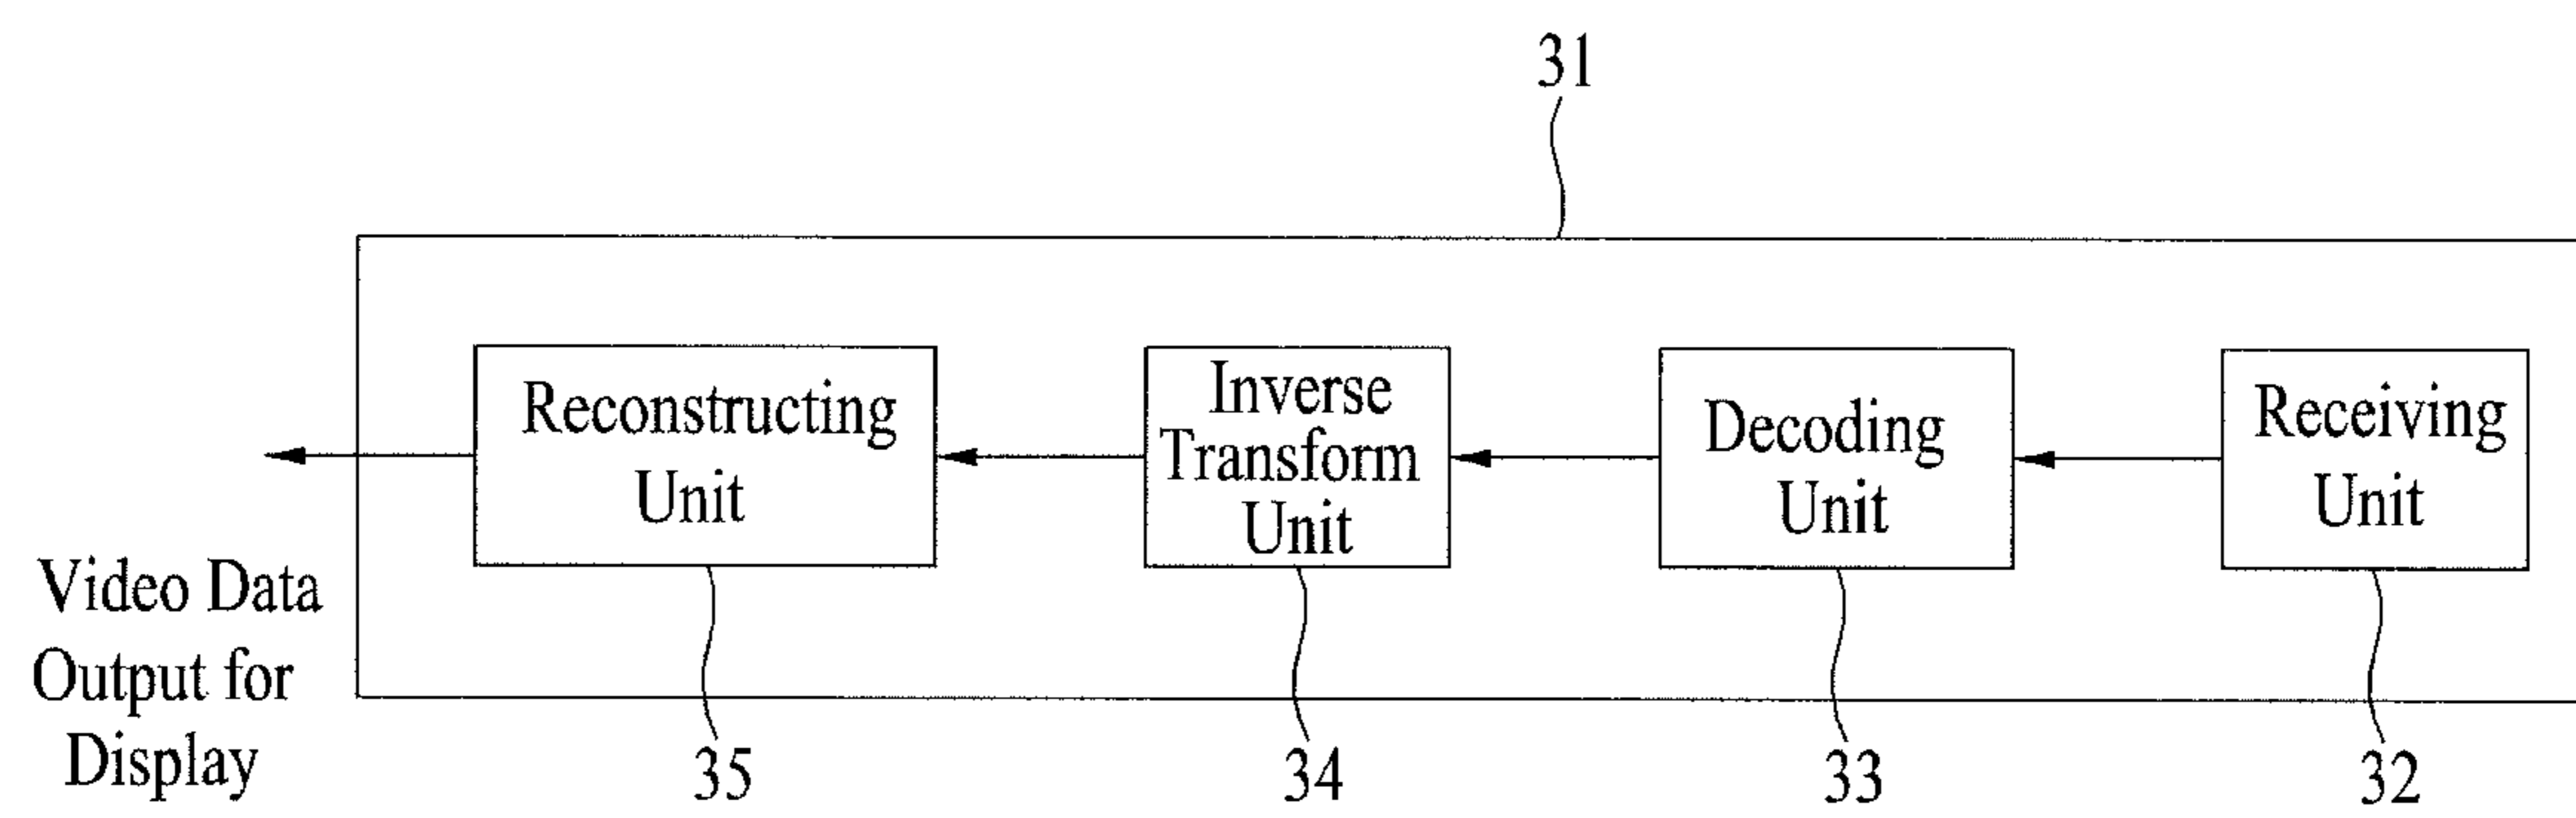 31
Reconstructing
Unit
Inverse
Transform
Unit
Decoding
Unit
Receiving
Unit
Video Data
Output for
Display
35
34
33
32